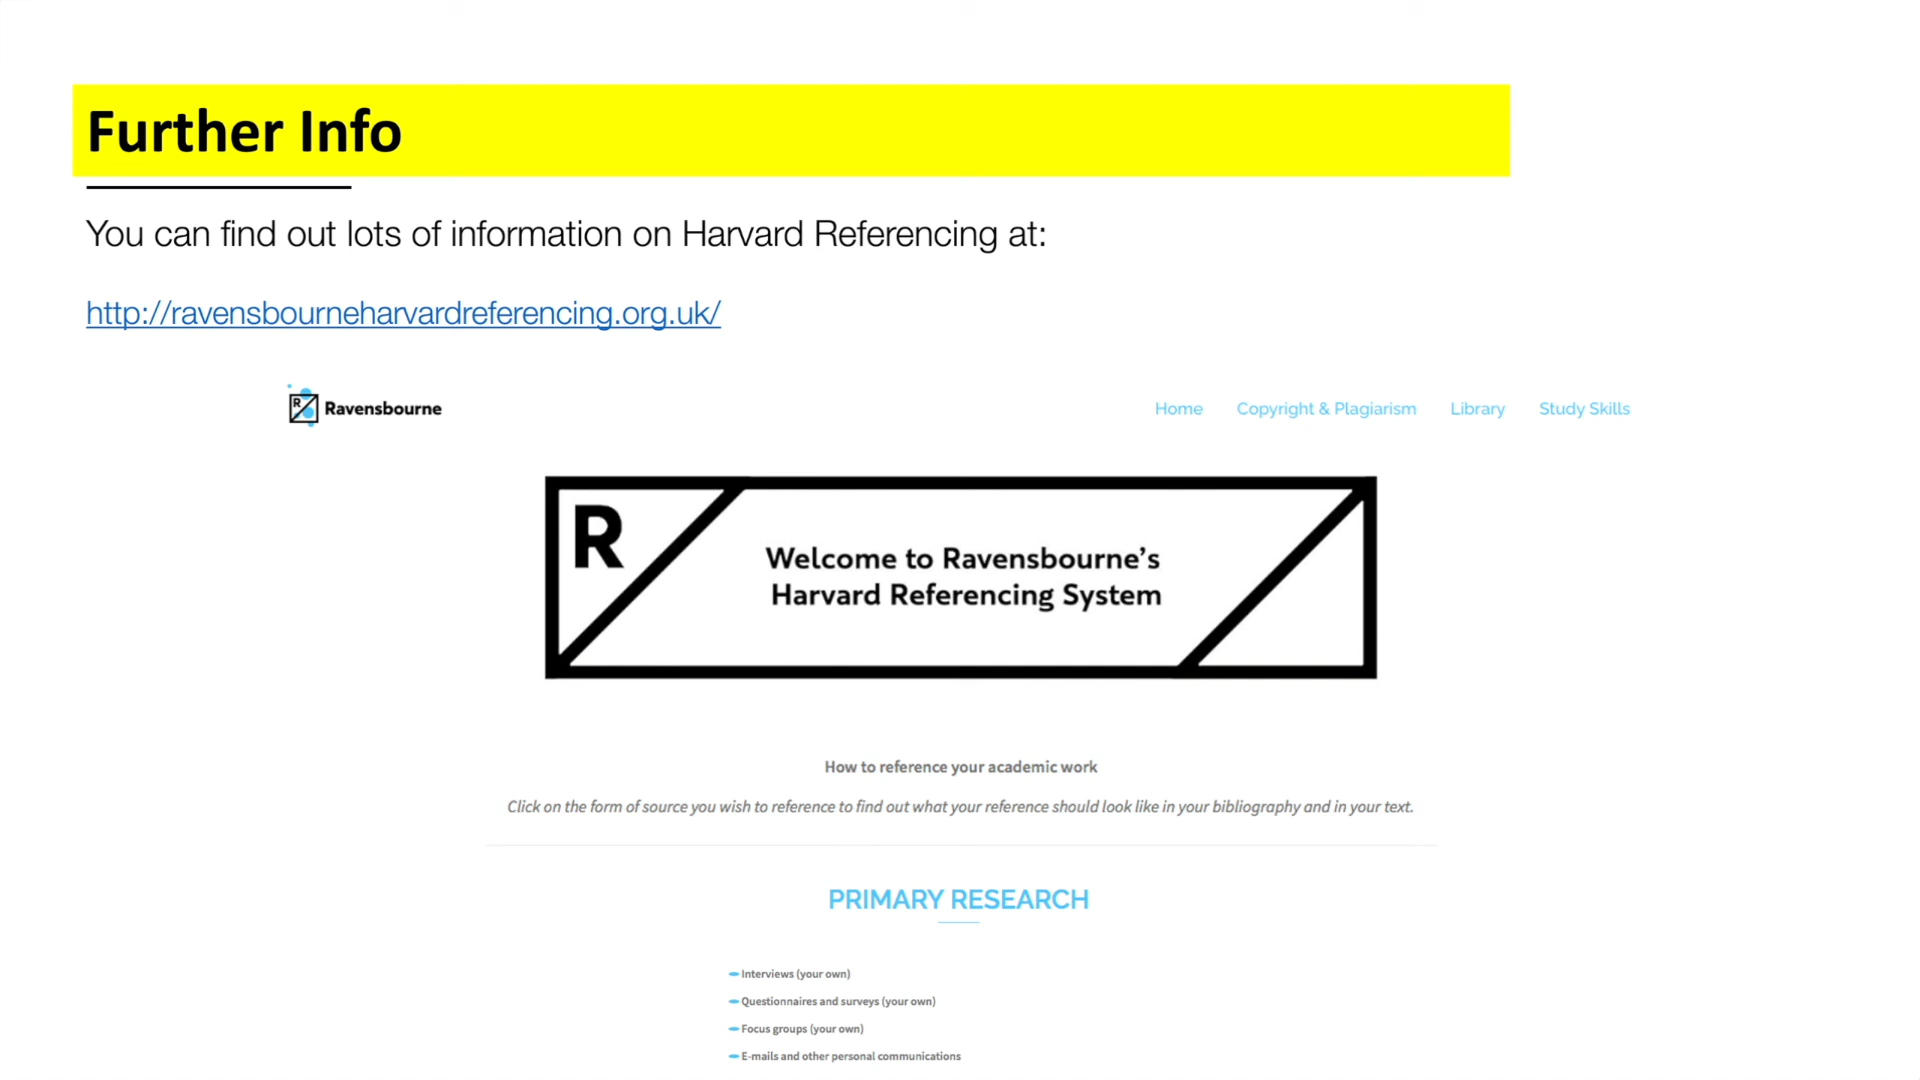 Further Info
You can find out lots of information on Harvard Referencing at:
http://ravensbourneharvardreferencing.org.uk/
R Ravensbourne
Home Copyright & Plagiarism Library Study Skills
R
Welcome to Ravensbourne’s
Harvard Referencing System
How to reference your academic work
Click on the form of source you wish to reference to find out what your reference should look like in your bibliography and in your text.
PRIMARY RESEARCH
Interviews (your own)
Questionnaires and surveys (your own)
Focus groups (your own)
E-mails and other personal communications